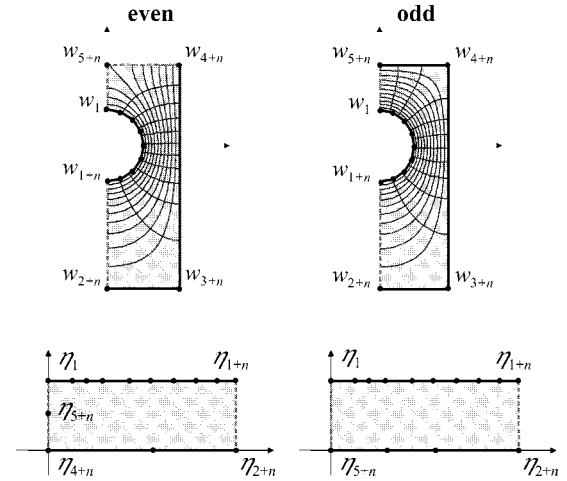 even odd
w5+n w4+n w5+n w4+n
w1 w1
w1+n w1+n
w2+n w3+n w2+n w3+n
η1 η1+n η1 η1+n
η5+n
η4+n η2+n η5+n η2+n